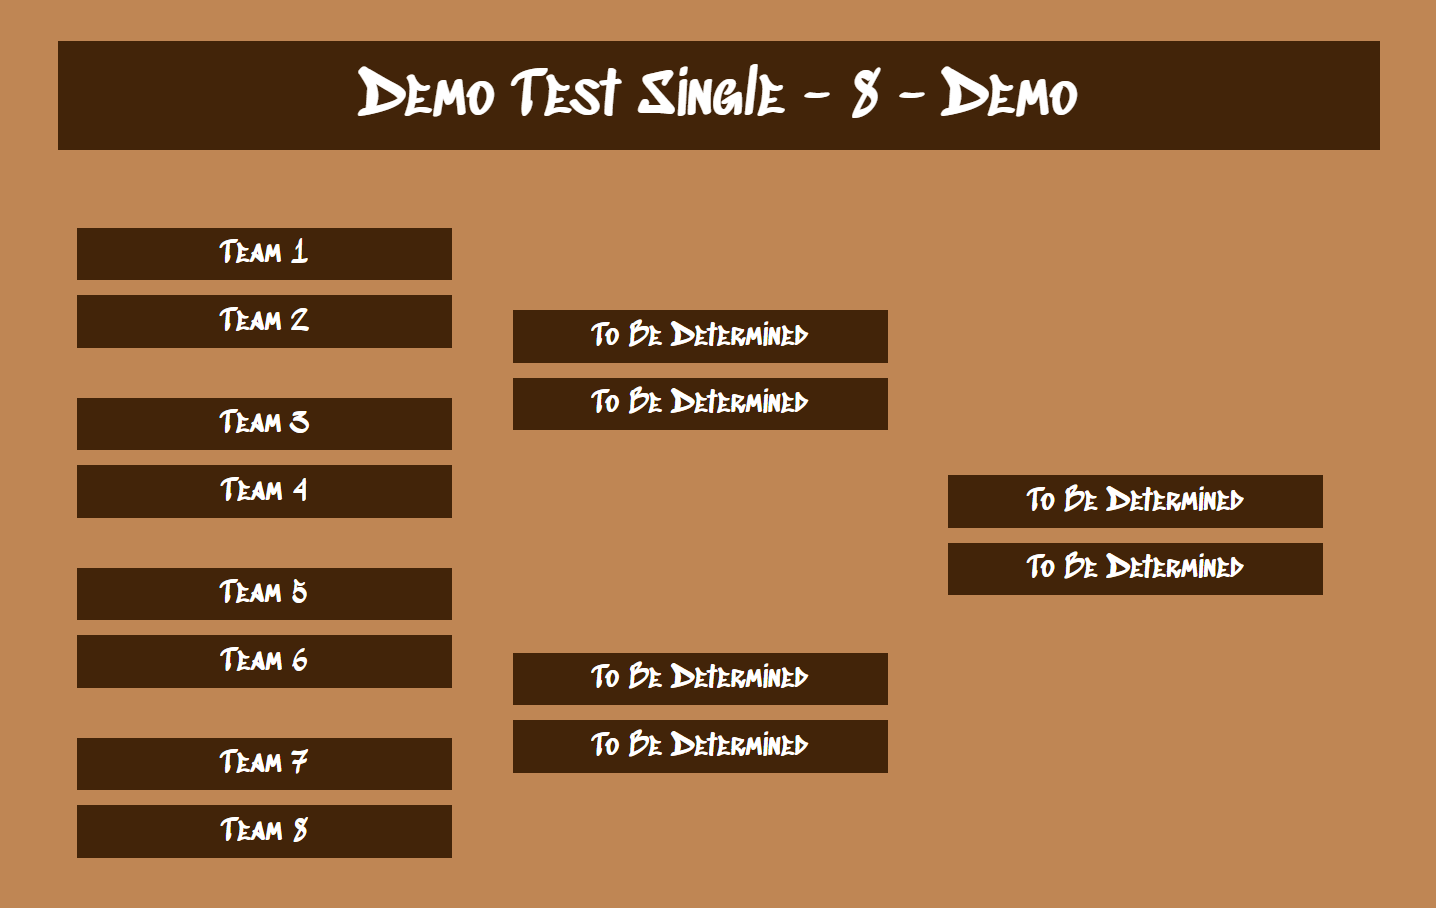 Demo Test Single - 8 - Demo
Team 1
Team 2
Team 3
Team 4
Team 5
Team 6
Team 7
Team 8
To Be Determined
To Be Determined
To Be Determined
To Be Determined
To Be Determined
To Be Determined